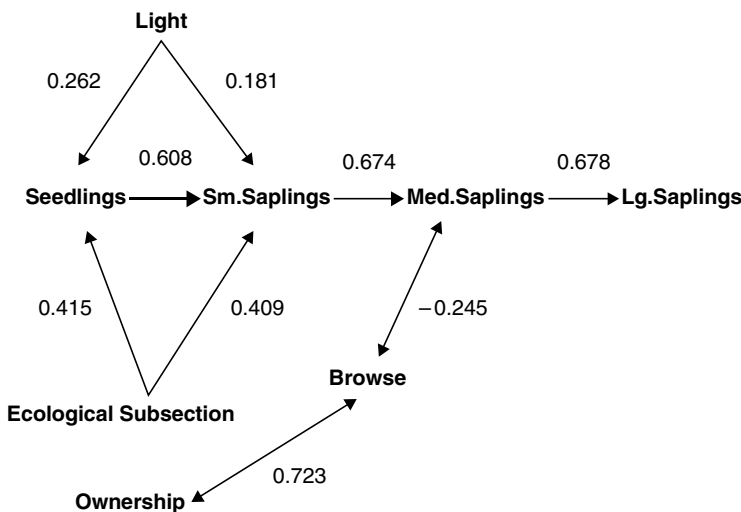 Light
0.262
0.181
0.608
0.674
0.678
Seedlings
Sm.Saplings
Med.Saplings
Lg.Saplings
0.415
0.409
−0.245
Browse
Ecological Subsection
0.723
Ownership